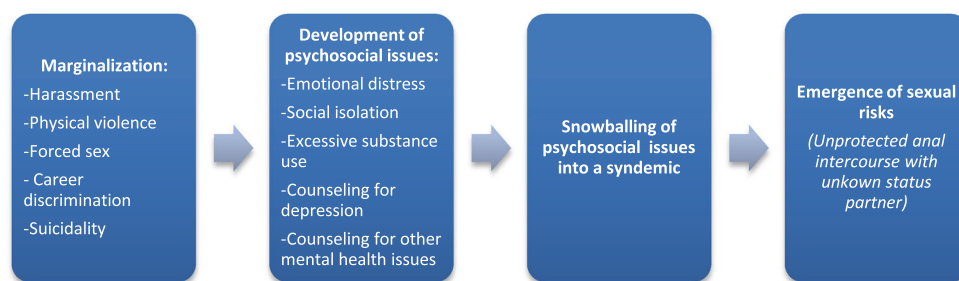 Marginalization:
-Harassment
-Physical violence
-Forced sex
- Career
discrimination
-Suicidality
Development of
psychosocial issues:
-Emotional distress
-Social isolation
-Excessive substance
use
-Counseling for
depression
-Counseling for other
mental health issues
Snowballing of
psychosocial issues
into a syndemic
Emergence of sexual
risks
(Unprotected anal
intercourse with
unkown status
partner)